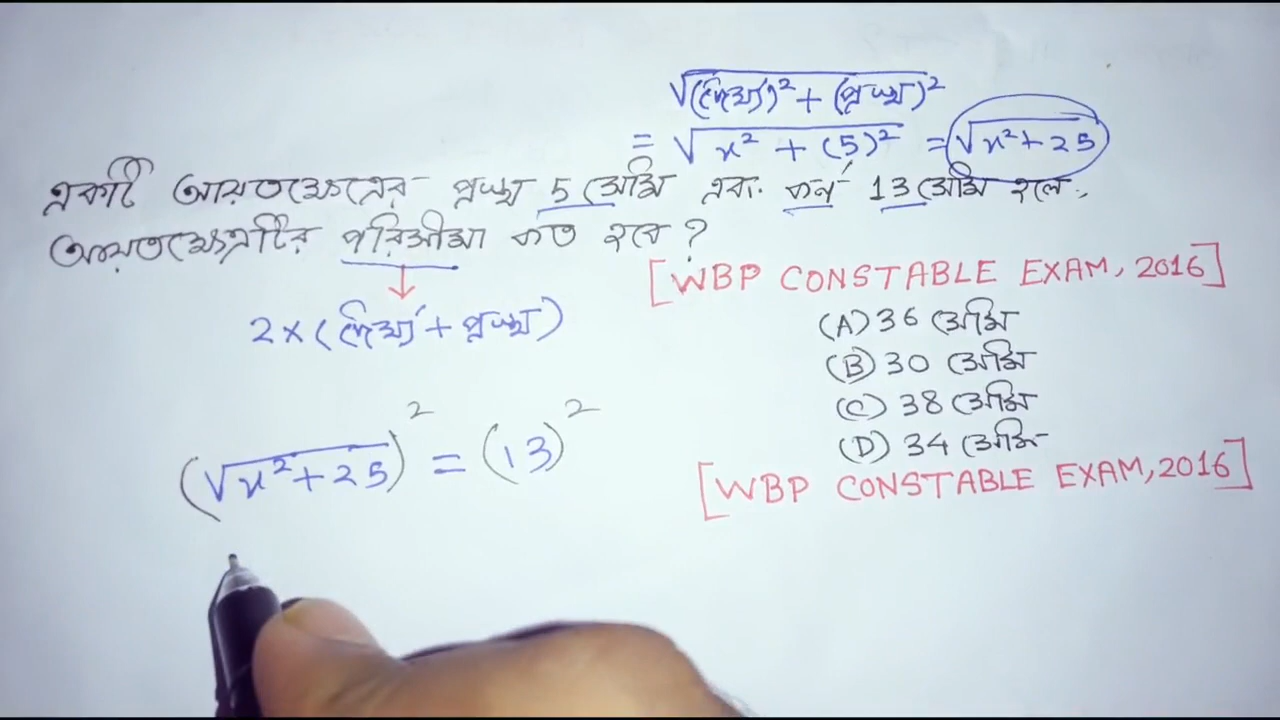 √(দৈর্ঘ্য)² + (প্রস্থ)²
= √x² + (5)² = √x² + 25
একটি আয়তক্ষেত্রের প্রস্থ 5 সেমি এবং কর্ণ 13 সেমি হলে,
আয়তক্ষেত্রটির পরিসীমা কত হবে ?
[WBP CONSTABLE EXAM, 2016]
2 × (দৈর্ঘ্য + প্রস্থ)
(A) 36 সেমি
(B) 30 সেমি
(C) 38 সেমি
(D) 34 সেমি
(√x² + 25)² = (13)²
[WBP CONSTABLE EXAM, 2016]